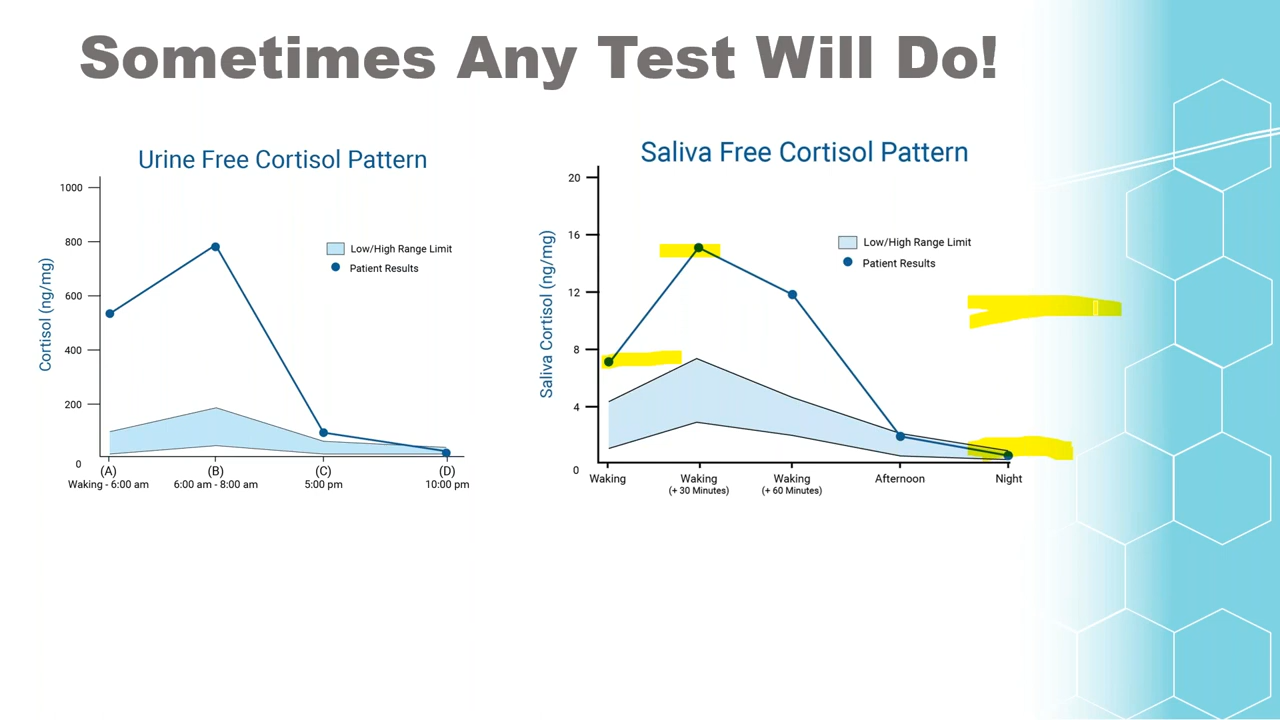 Sometimes Any Test Will Do!
Urine Free Cortisol Pattern
Cortisol (ng/mg)
1000
800
600
400
200
0
Low/High Range Limit
Patient Results
(A) (B) (C) (D)
Waking - 6:00 am 6:00 am - 8:00 am 5:00 pm 10:00 pm
Saliva Free Cortisol Pattern
Saliva Cortisol (ng/mg)
20
16
12
8
4
0
Low/High Range Limit
Patient Results
Waking Waking Waking Afternoon Night
(+ 30 Minutes) (+ 60 Minutes)